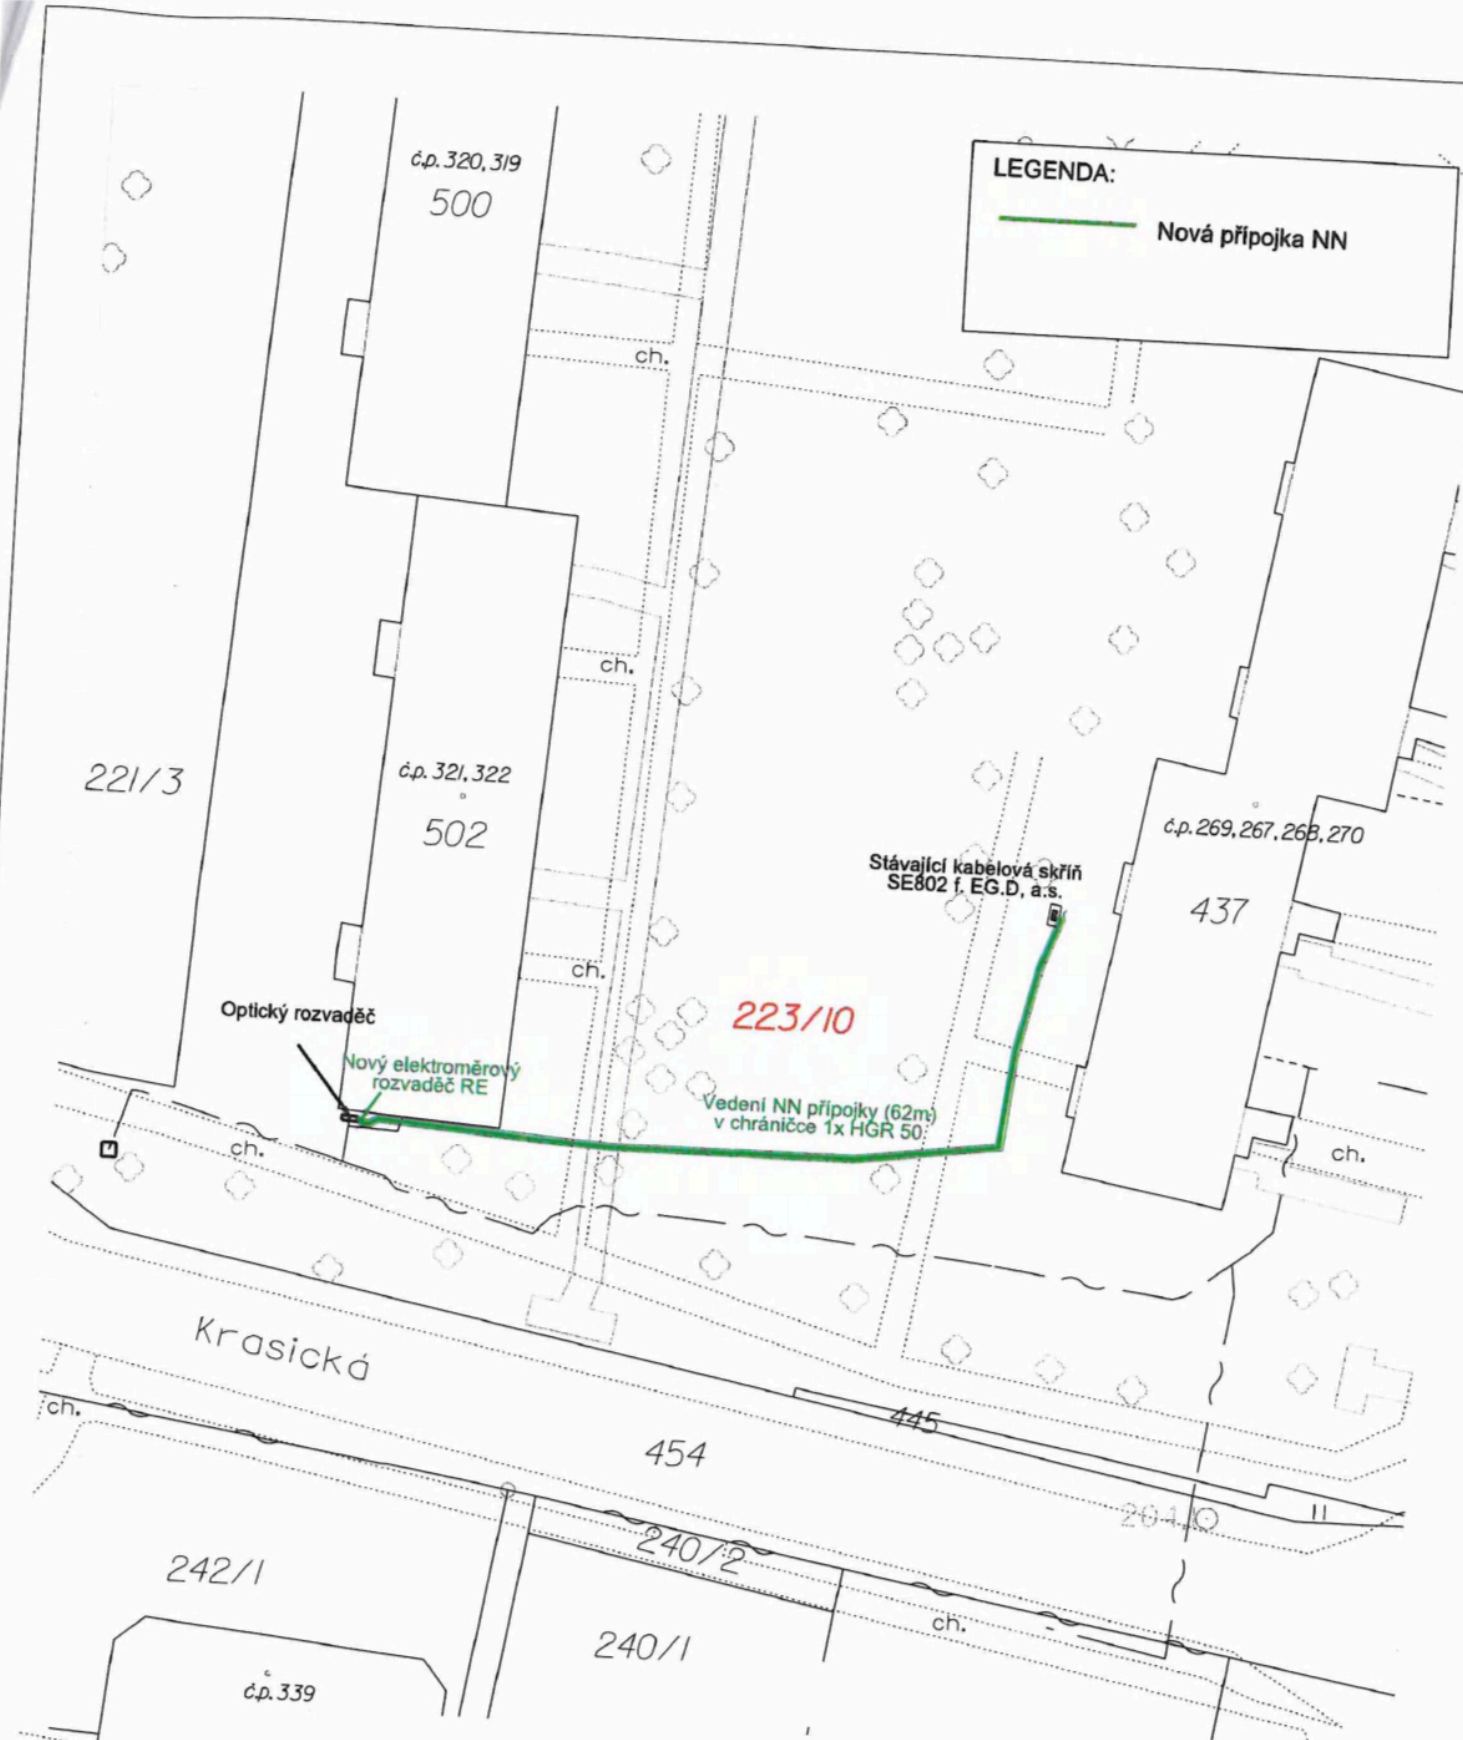 č.p. 320, 319
500
LEGENDA:
Nová přípojka NN
ch.
ch.
221/3
č.p. 321, 322
502
č.p. 269, 267, 268, 270
437
Stávající kabelová skříň
SE802 f. EG.D, a.s.
ch.
223/10
Optický rozvaděč
Nový elektroměrový
rozvaděč RE
Vedení NN přípojky (62m)
v chráničce 1x HGR 50
ch.
ch.
Krasická
ch.
445
454
II
242/1
240/2
240/1
ch.
č.p. 339